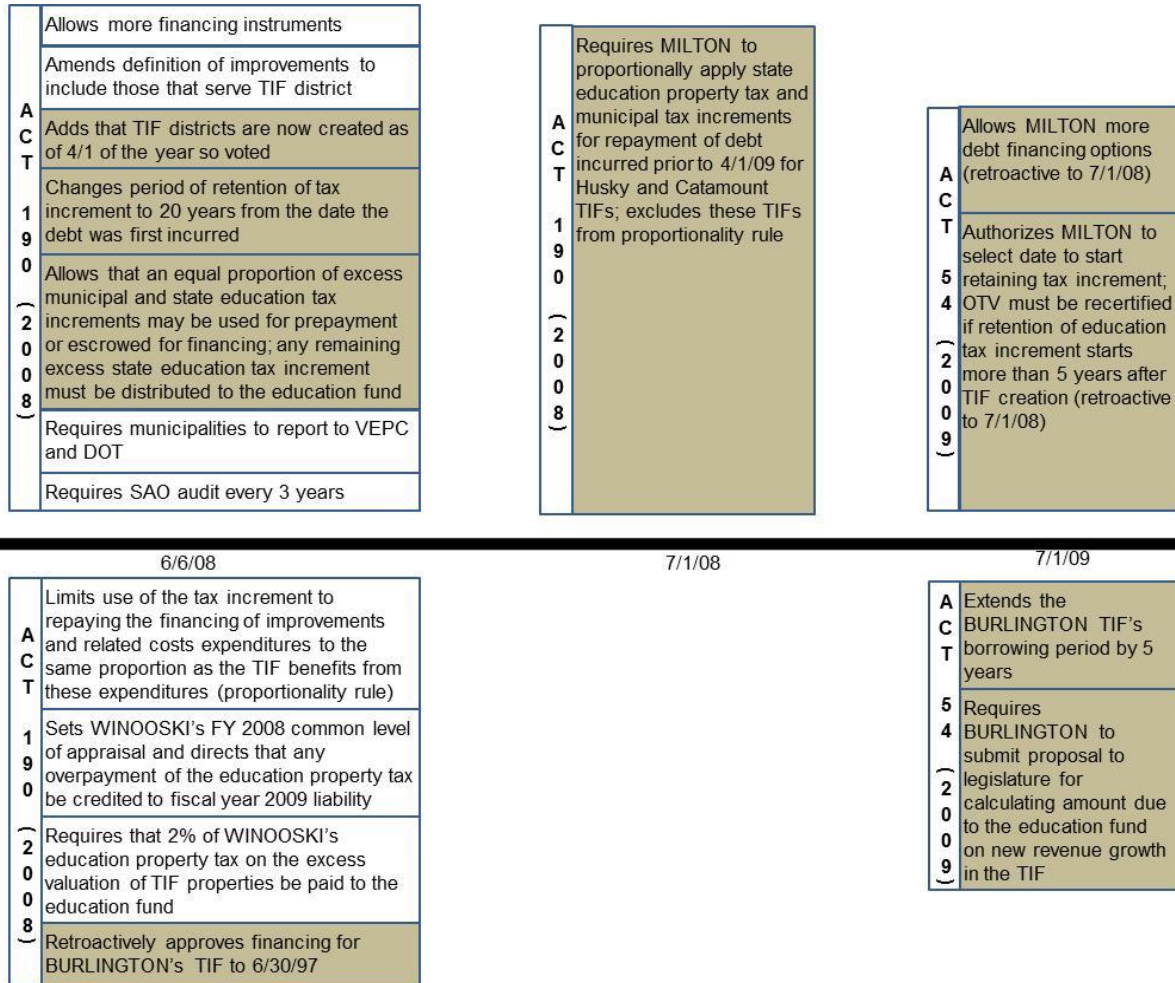 ACT 190 (2008)
Allows more financing instruments
Amends definition of improvements to
include those that serve TIF district
Adds that TIF districts are now created as
of 4/1 of the year so voted
Changes period of retention of tax
increment to 20 years from the date the
debt was first incurred
Allows that an equal proportion of excess
municipal and state education tax
increments may be used for prepayment
or escrowed for financing; any remaining
excess state education tax increment
must be distributed to the education fund
Requires municipalities to report to VEPC
and DOT
Requires SAO audit every 3 years
ACT 190 (2008)
Requires MILTON to
proportionally apply state
education property tax and
municipal tax increments
for repayment of debt
incurred prior to 4/1/09 for
Husky and Catamount
TIFs; excludes these TIFs
from proportionality rule
ACT 54 (2009)
Allows MILTON more
debt financing options
(retroactive to 7/1/08)
Authorizes MILTON to
select date to start
retaining tax increment;
OTV must be recertified
if retention of education
tax increment starts
more than 5 years after
TIF creation (retroactive
to 7/1/08)
6/6/08
7/1/08
7/1/09
ACT 190 (2008)
Limits use of the tax increment to
repaying the financing of improvements
and related costs expenditures to the
same proportion as the TIF benefits from
these expenditures (proportionality rule)
Sets WINOOSKI's FY 2008 common level
of appraisal and directs that any
overpayment of the education property tax
be credited to fiscal year 2009 liability
Requires that 2% of WINOOSKI's
education property tax on the excess
valuation of TIF properties be paid to the
education fund
Retroactively approves financing for
BURLINGTON's TIF to 6/30/97
ACT 54 (2009)
Extends the
BURLINGTON TIF's
borrowing period by 5
years
Requires
BURLINGTON to
submit proposal to
legislature for
calculating amount due
to the education fund
on new revenue growth
in the TIF